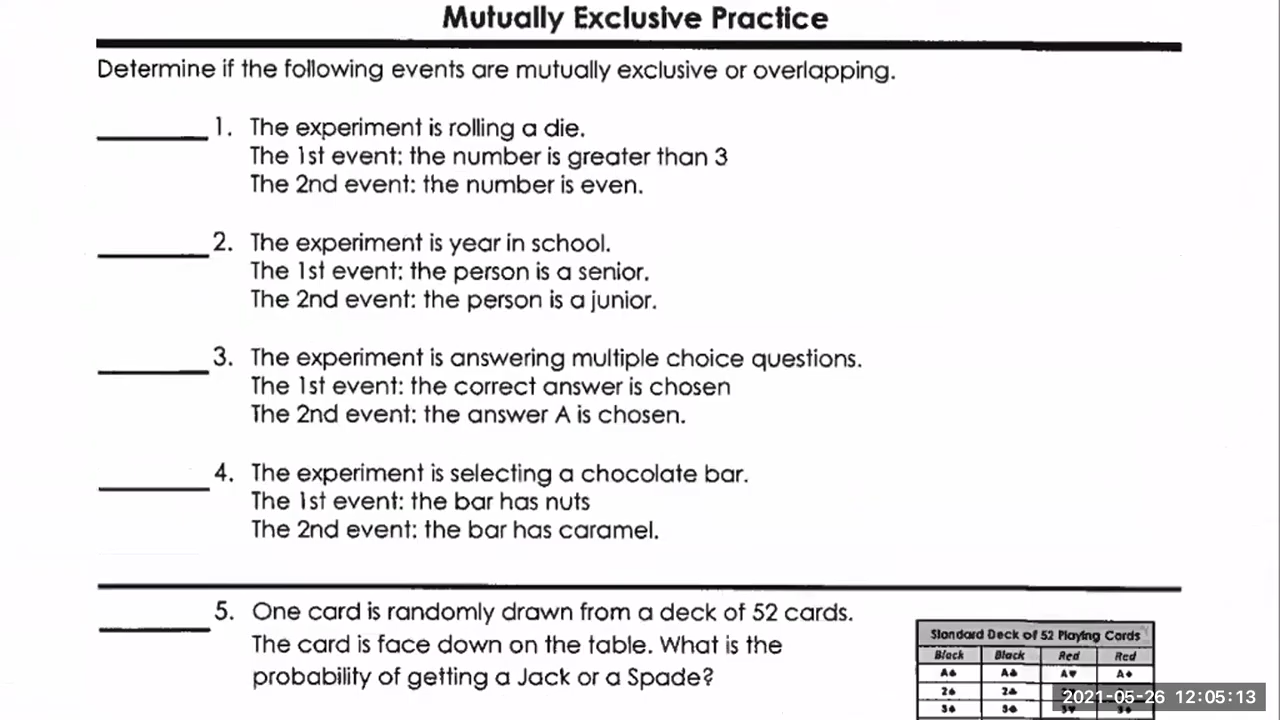 Mutually Exclusive Practice
Determine if the following events are mutually exclusive or overlapping.
1. The experiment is rolling a die.
The 1st event: the number is greater than 3
The 2nd event: the number is even.
2. The experiment is year in school.
The 1st event: the person is a senior.
The 2nd event: the person is a junior.
3. The experiment is answering multiple choice questions.
The 1st event: the correct answer is chosen
The 2nd event: the answer A is chosen.
4. The experiment is selecting a chocolate bar.
The 1st event: the bar has nuts
The 2nd event: the bar has caramel.
5. One card is randomly drawn from a deck of 52 cards.
The card is face down on the table. What is the
probability of getting a Jack or a Spade?
Standard Deck of 52 Playing Cards
Black Black Red Red
A♣ A♠ A♥ A♦
2♣ 2♠
3♣ 3♠
2021-05-26 12:05:13